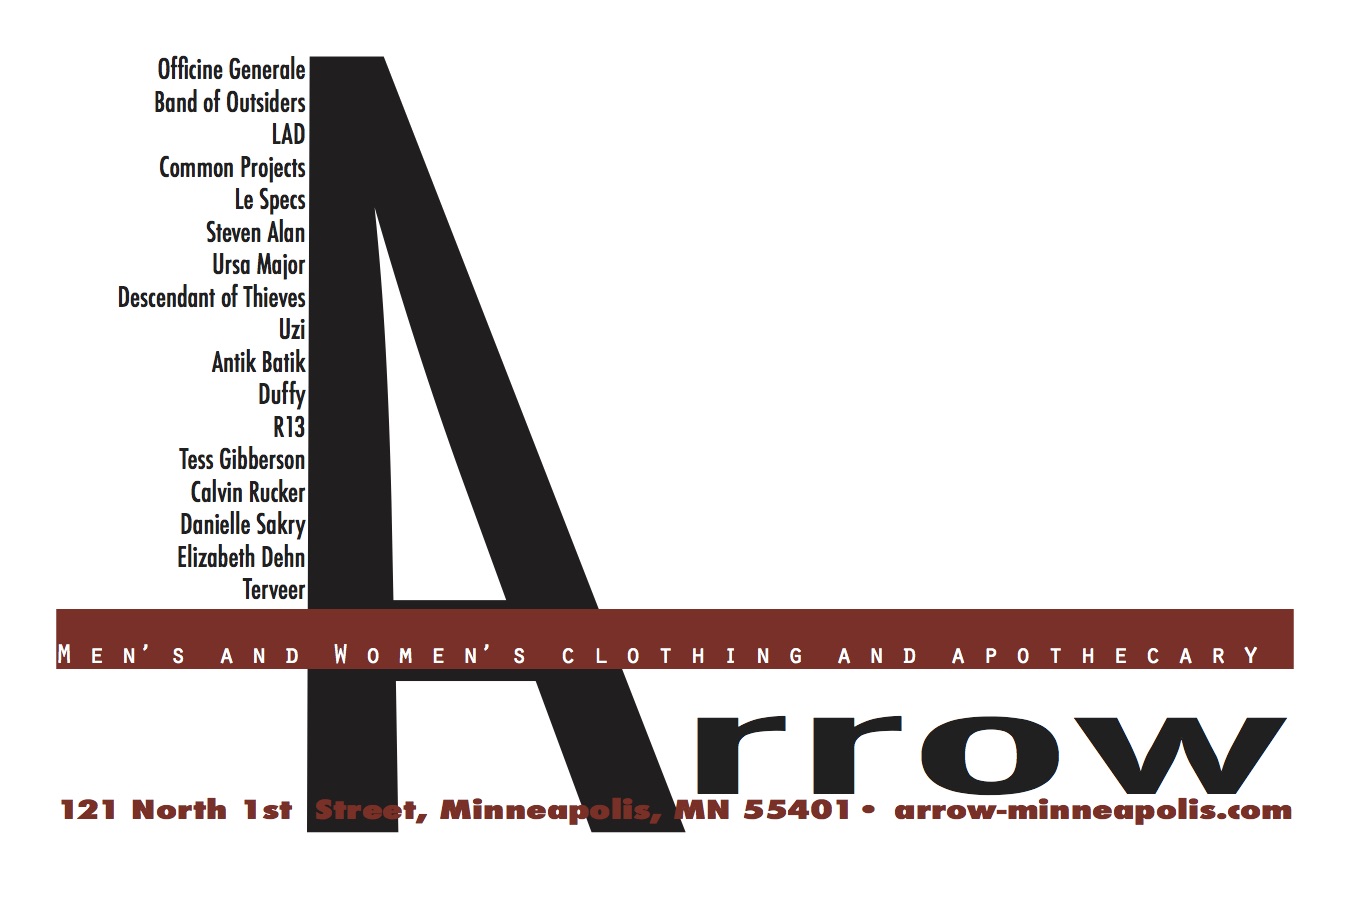 Officine Generale
Band of Outsiders
LAD
Common Projects
Le Specs
Steven Alan
Ursa Major
Descendant of Thieves
Uzi
Antik Batik
Duffy
R13
Tess Gibberson
Calvin Rucker
Danielle Sakry
Elizabeth Dehn
Terveer
Men's and Women's clothing and apothecary
Arrow
121 North 1st Street, Minneapolis, MN 55401 • arrow-minneapolis.com